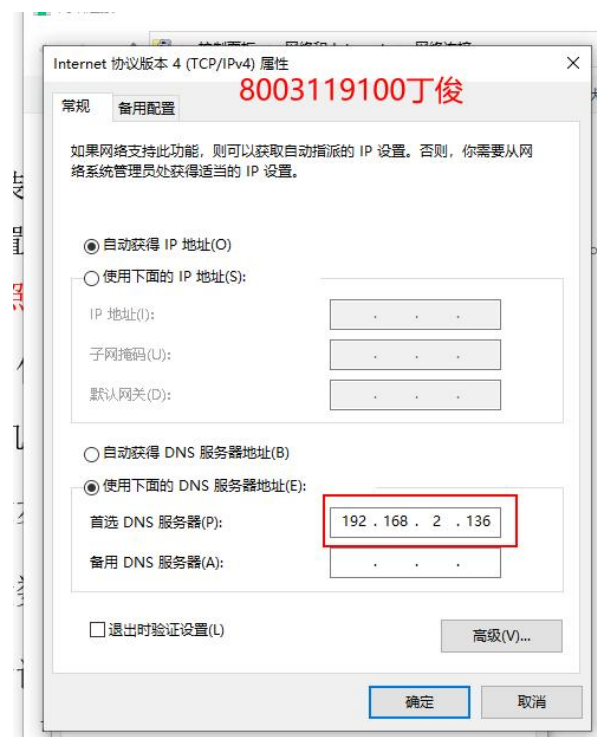 Internet 协议版本 4 (TCP/IPv4) 属性
8003119100丁俊
常规
备用配置
如果网络支持此功能，则可以获取自动指派的 IP 设置。否则，你需要从网
络系统管理员处获得适当的 IP 设置。
自动获得 IP 地址(O)
使用下面的 IP 地址(S):
IP 地址(I):
子网掩码(U):
默认网关(D):
自动获得 DNS 服务器地址(B)
使用下面的 DNS 服务器地址(E):
首选 DNS 服务器(P):
192 . 168 . 2 . 136
备用 DNS 服务器(A):
退出时验证设置(L)
高级(V)...
确定
取消